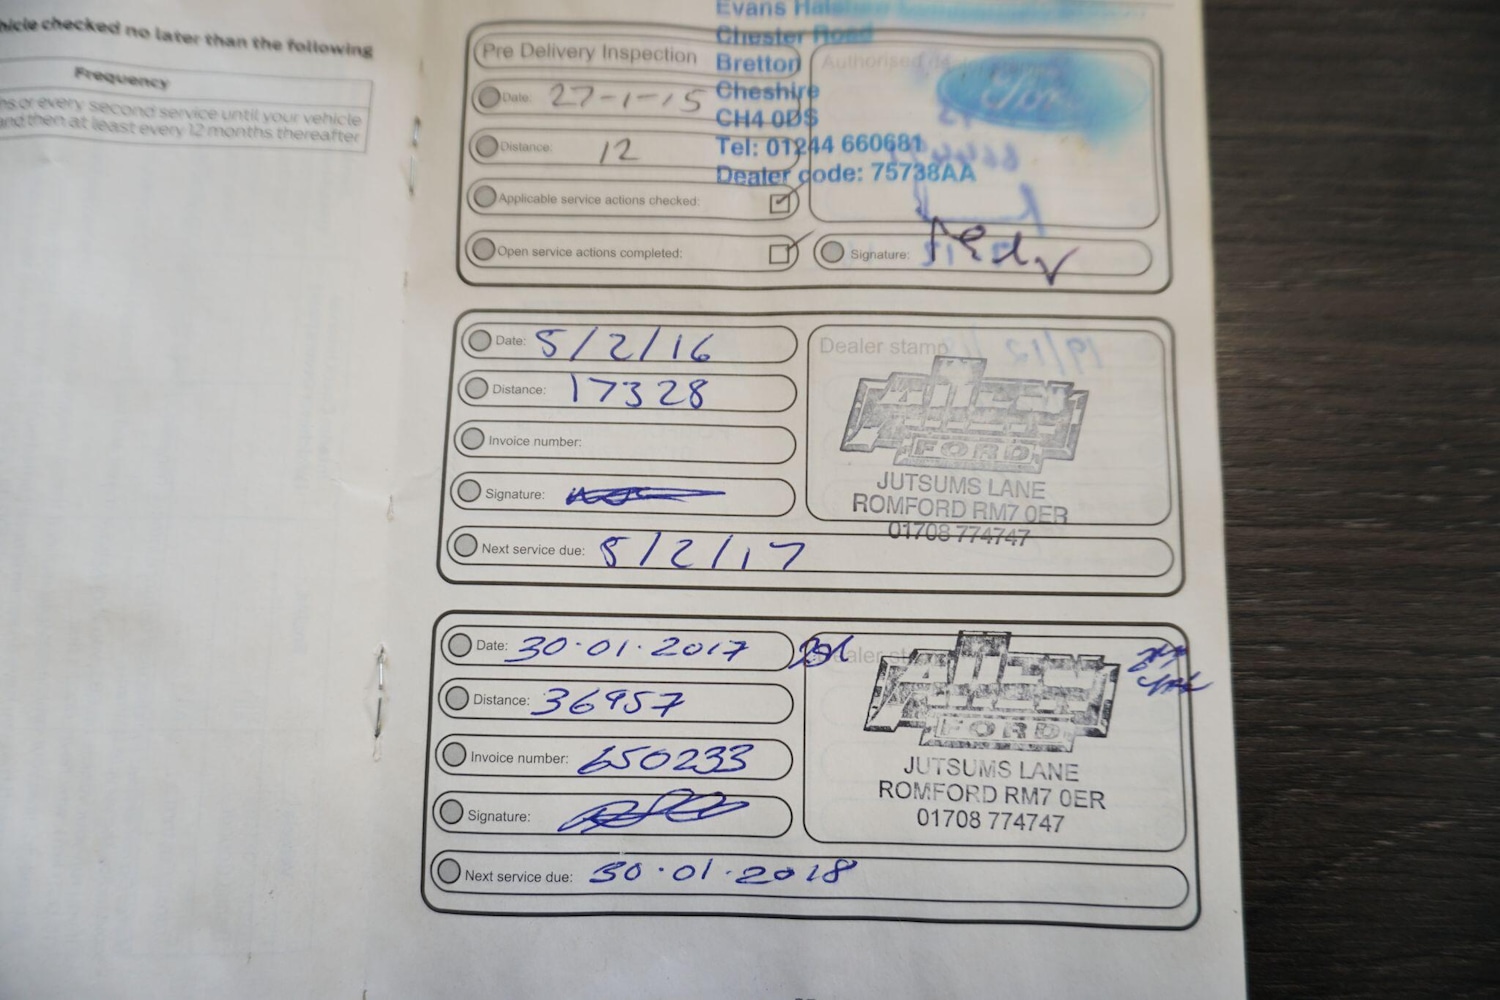 hicle checked no later than the following
Frequency
ns or every second service until your vehicle
and then at least every 12 months thereafter
Evans
Chester Road
Bretton
Cheshire
CH4 0DS
Tel: 01244 660681
Dealer code: 75738AA
Pre Delivery Inspection
Authorised
Ford
Date: 27-1-15
Distance: 12
Applicable service actions checked:
Open service actions completed:
Signature:
Date: 5/2/16
Distance: 17328
Invoice number:
Signature:
Next service due: 5/2/17
Dealer stamp
Allen
FORD
JUTSUMS LANE
ROMFORD RM7 0ER
01708 774747
Date: 30.01.2017
Distance: 36957
Invoice number: 650233
Signature:
Next service due: 30.01.2018
Allen
FORD
JUTSUMS LANE
ROMFORD RM7 0ER
01708 774747